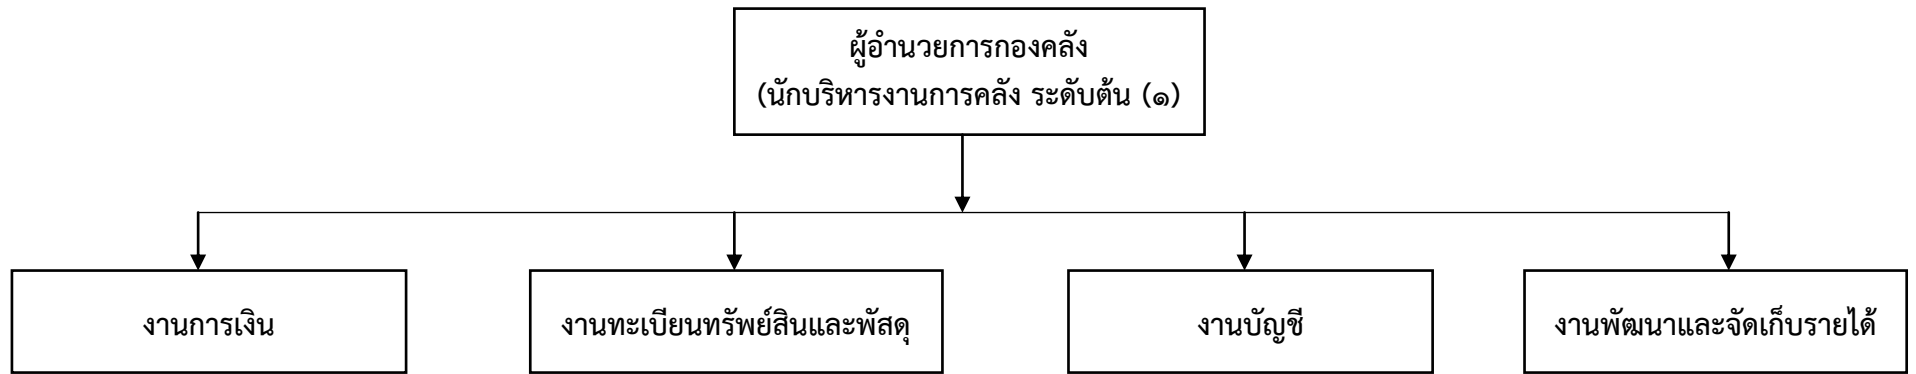 ผู้อำนวยการกองคลัง
(นักบริหารงานการคลัง ระดับต้น (๑)
งานการเงิน
งานทะเบียนทรัพย์สินและพัสดุ
งานบัญชี
งานพัฒนาและจัดเก็บรายได้